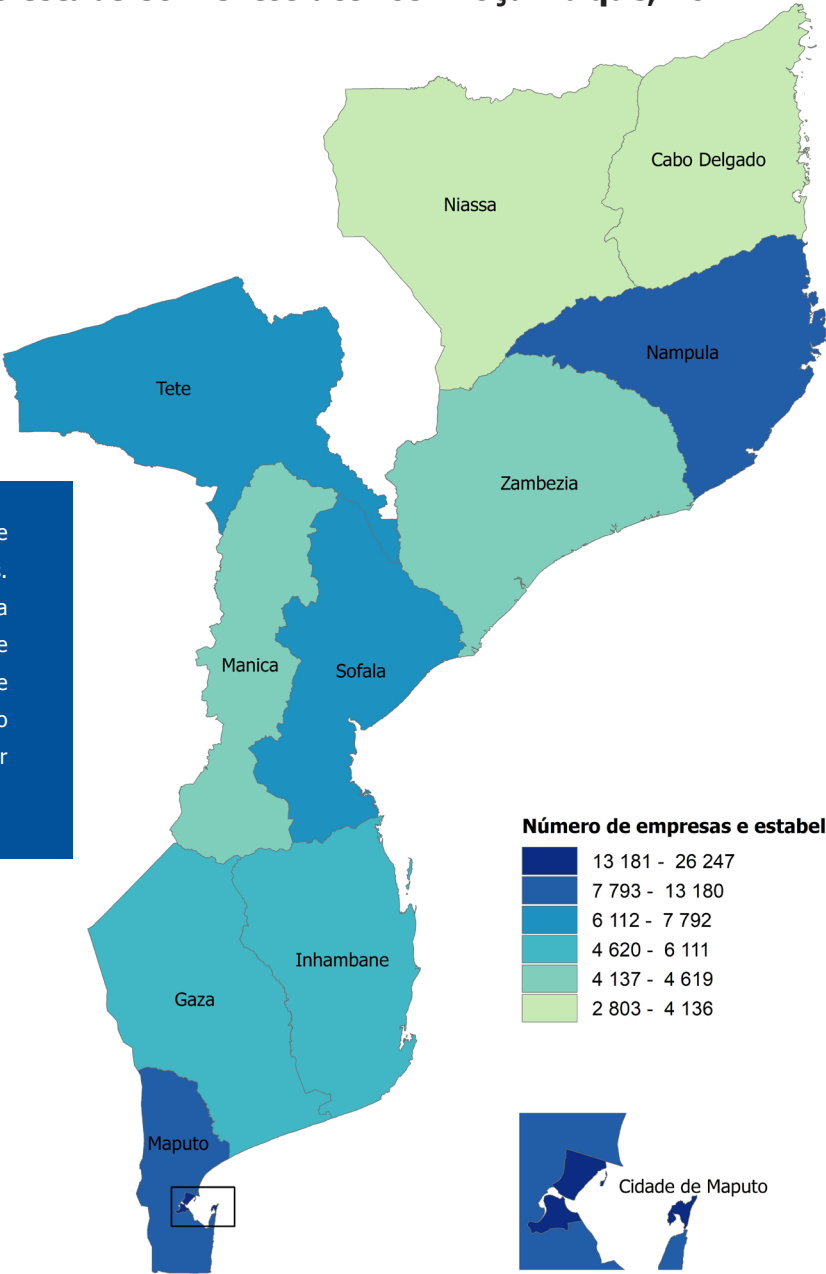 Cabo Delgado
Niassa
Nampula
Tete
Zambezia
e
.
a
e
e
o
r
Manica
Sofala
Número de empresas e estabel
13 181 - 26 247
7 793 - 13 180
6 112 - 7 792
4 620 - 6 111
4 137 - 4 619
2 803 - 4 136
Inhambane
Gaza
Maputo
Cidade de Maputo